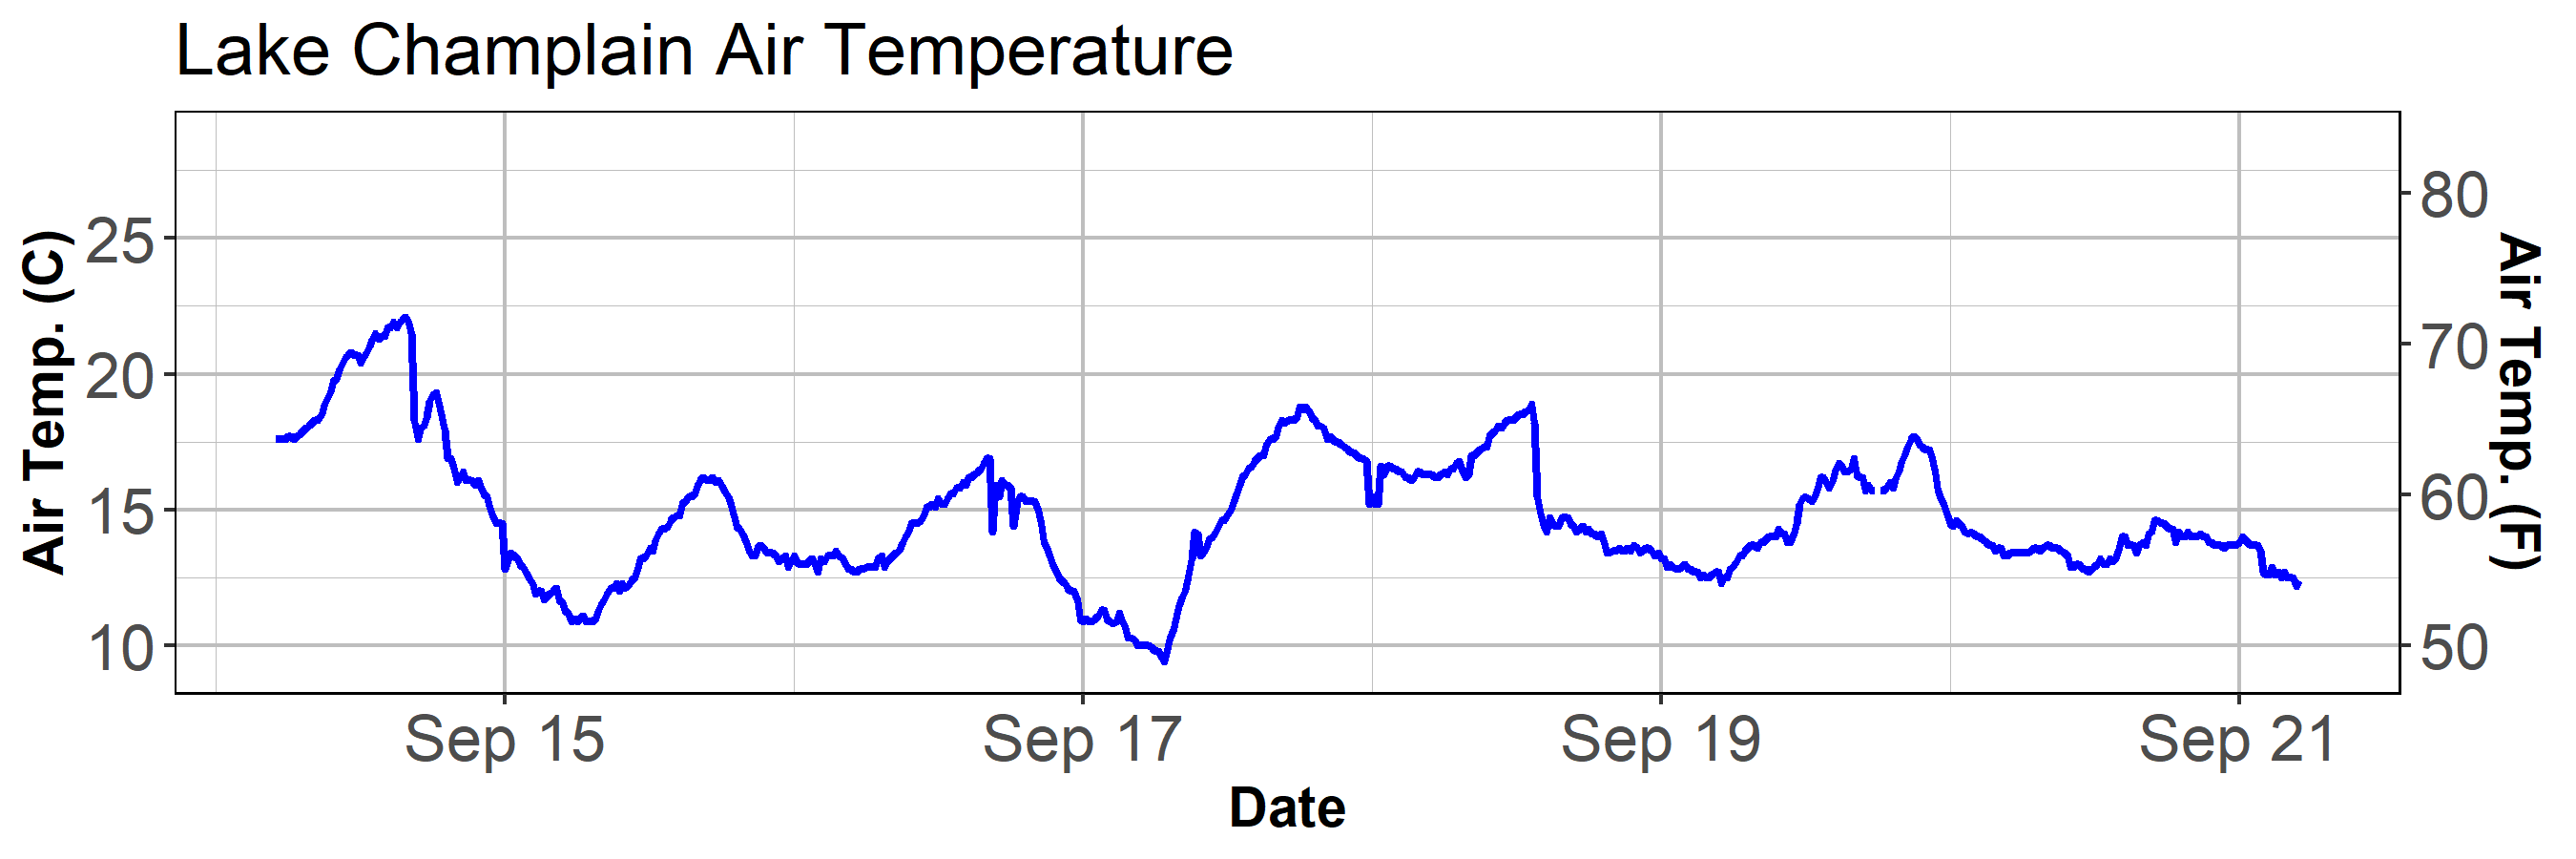 Lake Champlain Air Temperature
Air Temp. (C)
25
20
15
10
80
70
60
50
Air Temp. (F)
Sep 15 Sep 17 Sep 19 Sep 21
Date